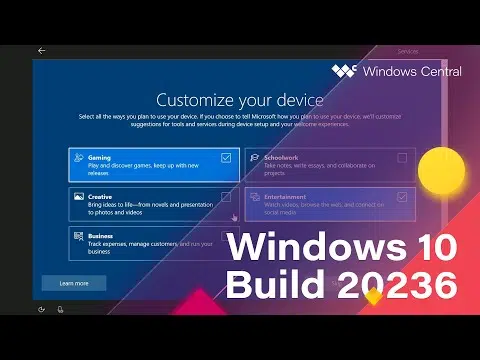 Services
Windows Central
Customize your device
Select all the ways you plan to use your device. If you choose to tell Microsoft how you plan to use your device, we'll customize
suggestions for tools and services during device setup and your welcome experiences.
Gaming
Play and discover games, keep up with new
releases
Schoolwork
Take notes, write essays, and collaborate on
projects
Creative
Bring ideas to life—from novels and presentation
to photos and videos
Entertainment
Watch videos, browse the web, and connect on
social media
Business
Track expenses, manage customers, and run your
business
Windows 10
Build 20236
Learn more